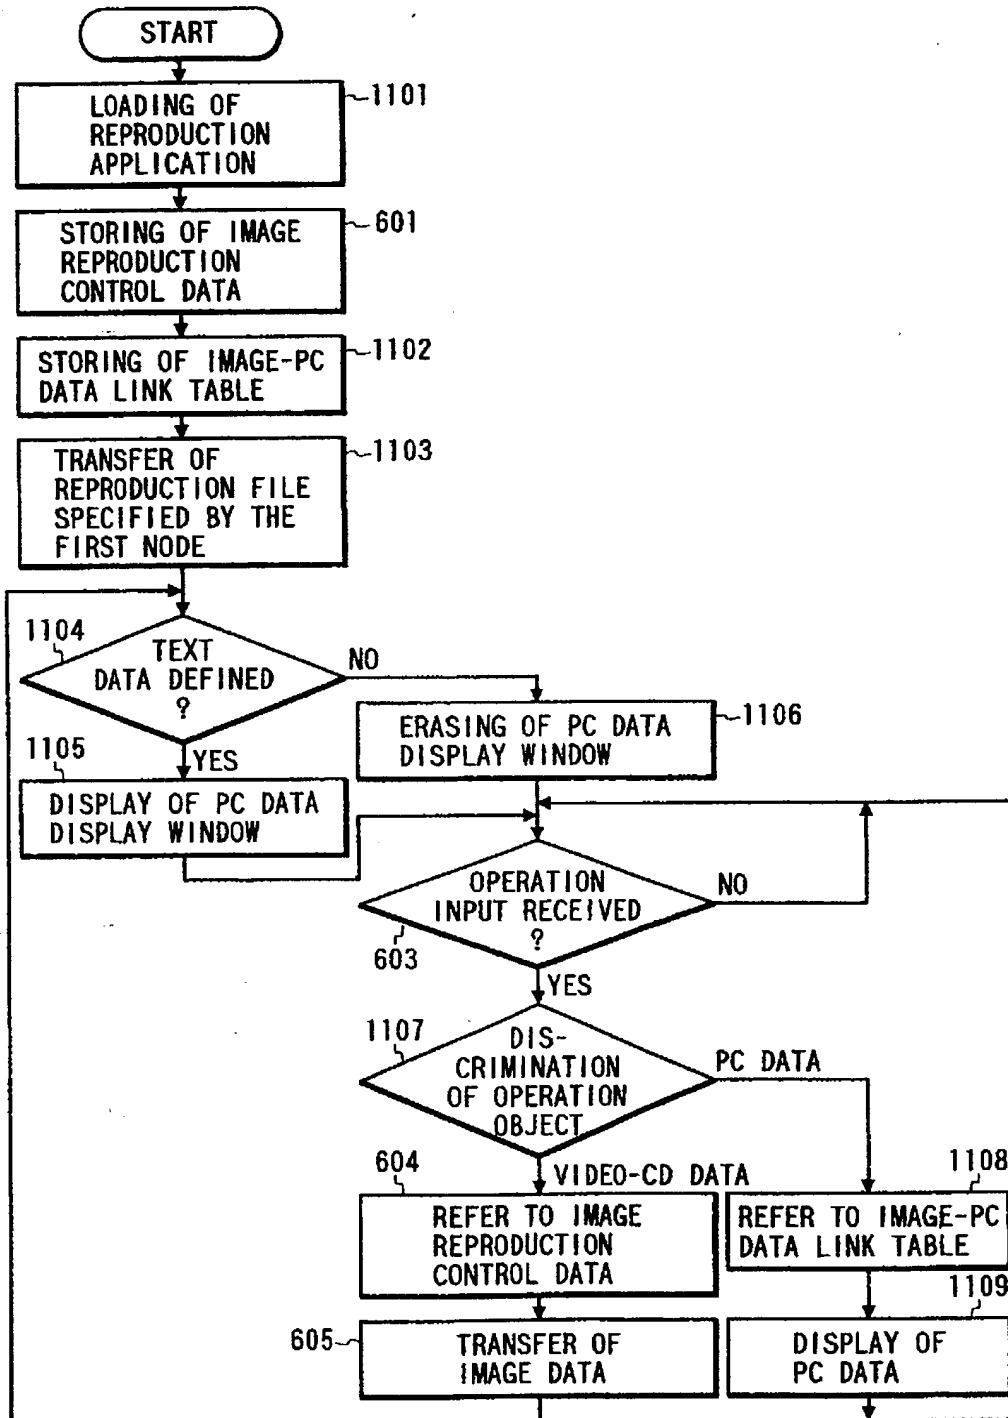 START
LOADING OF
REPRODUCTION
APPLICATION
1101
STORING OF IMAGE
REPRODUCTION
CONTROL DATA
601
STORING OF IMAGE-PC
DATA LINK TABLE
1102
TRANSFER OF
REPRODUCTION FILE
SPECIFIED BY THE
FIRST NODE
1103
1104
TEXT
DATA DEFINED
?
NO
YES
1105
DISPLAY OF PC DATA
DISPLAY WINDOW
ERASING OF PC DATA
DISPLAY WINDOW
1106
OPERATION
INPUT RECEIVED
?
NO
603
YES
1107
DIS-
CRIMINATION
OF OPERATION
OBJECT
PC DATA
VIDEO-CD DATA
604
REFER TO IMAGE
REPRODUCTION
CONTROL DATA
1108
REFER TO IMAGE-PC
DATA LINK TABLE
605
TRANSFER OF
IMAGE DATA
1109
DISPLAY OF
PC DATA